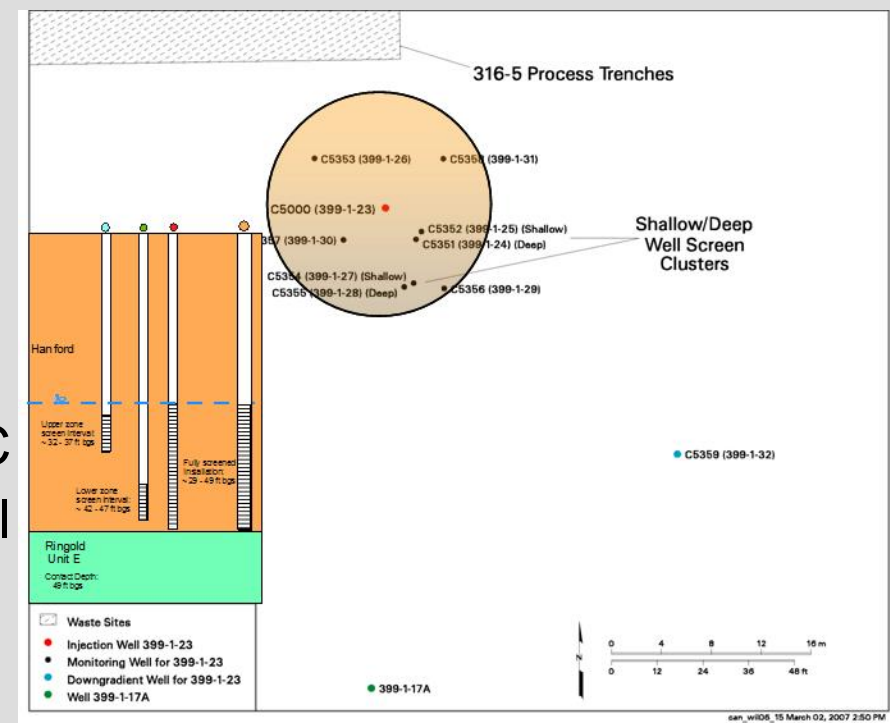 316-5 Process Trenches
C5353 (399-1-26)
(399-1-31)
C5000 (399-1-23)
C5352 (399-1-25) (Shallow)
C5351 (399-1-24) (Deep)
(399-1-30)
Shallow/Deep
Well Screen
Clusters
(399-1-27) (Shallow)
(399-1-28) (Deep)
C5356 (399-1-29)
Hanford
Upper zone
screen interval:
~ 32 - 37 ft bgs
Fully screened
Installation:
~ 29 - 49 ft bgs
Lower zone
screen interval:
~ 42 - 47 ft bgs
C5359 (399-1-32)
Ringold
Unit E
Contact Depth:
49 ft bgs
Waste Sites
Injection Well 399-1-23
Monitoring Well for 399-1-23
Downgradient Well for 399-1-23
Well 399-1-17A
399-1-17A
N
0 4 8 12 16 m
0 12 24 36 48 ft
can_wil06_15 March 02, 2007 2:50 PM